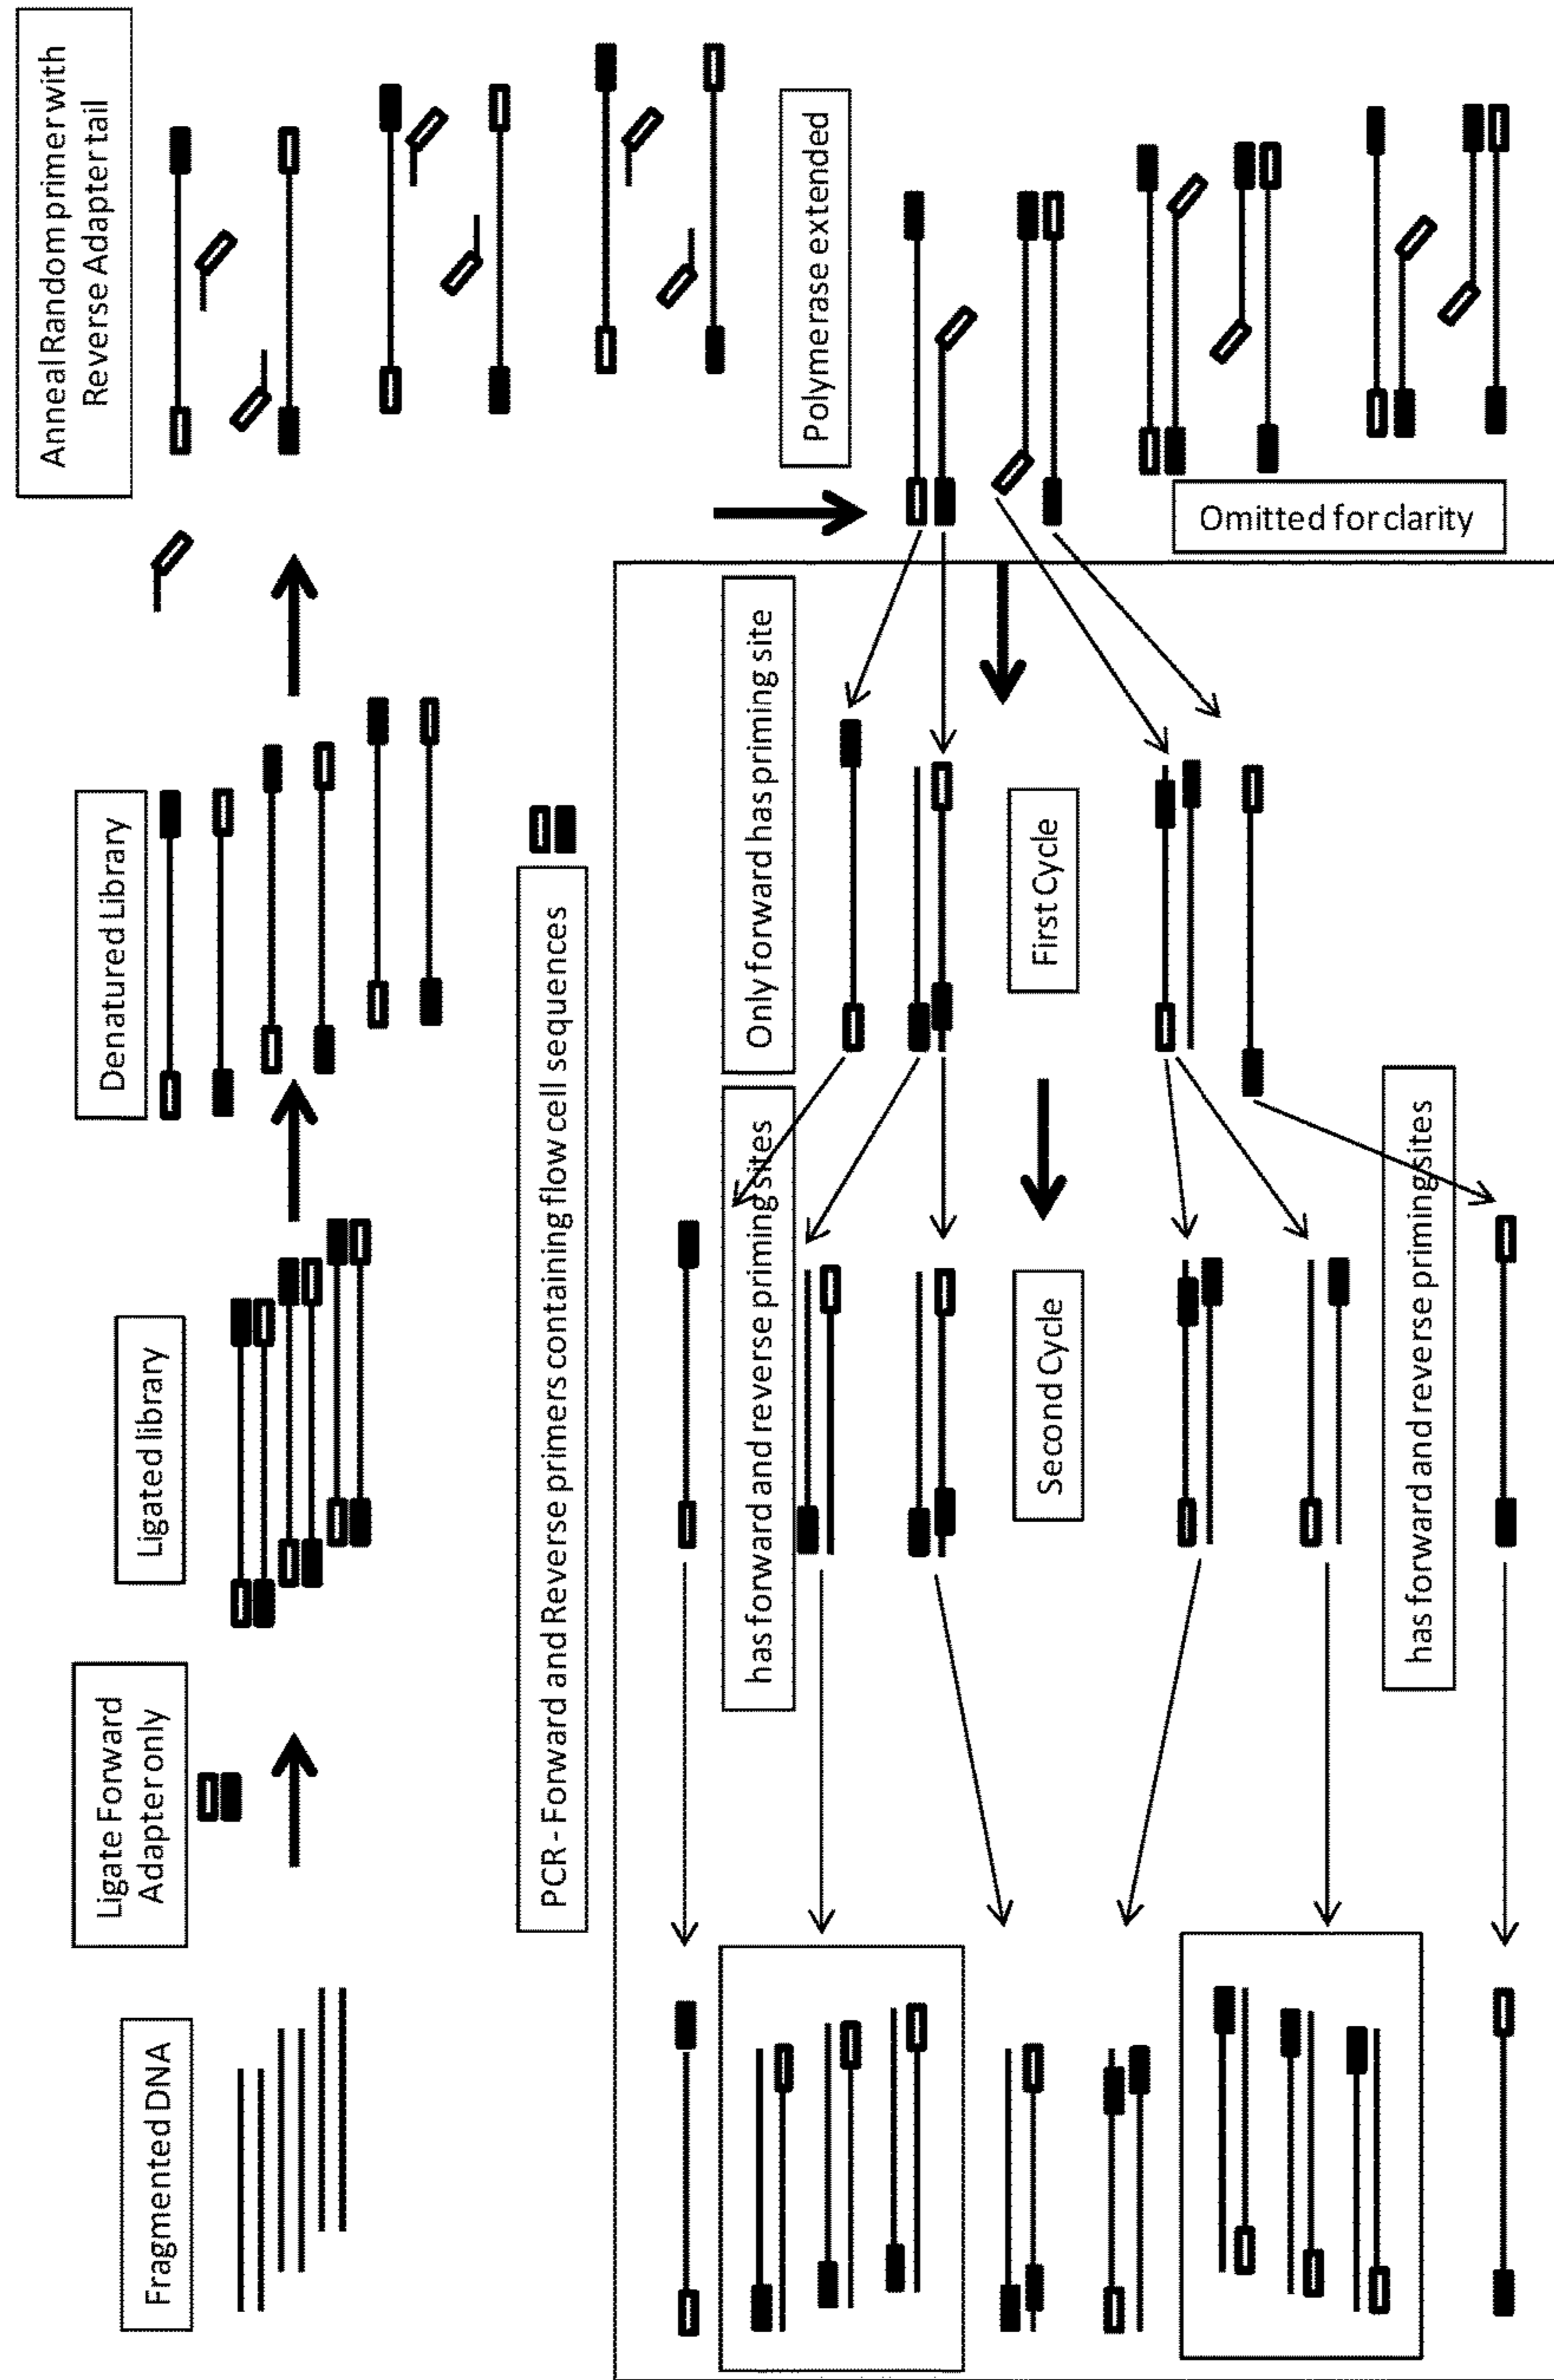 Fragmented DNA
Ligate Forward
Adapter only
Ligated library
Denatured Library
Anneal Random primer with
Reverse Adapter tail
PCR - Forward and Reverse primers containing flow cell sequences
Polymerase extended
Omitted for clarity
Only forward has priming site
First Cycle
has forward and reverse priming sites
Second Cycle
has forward and reverse priming sites